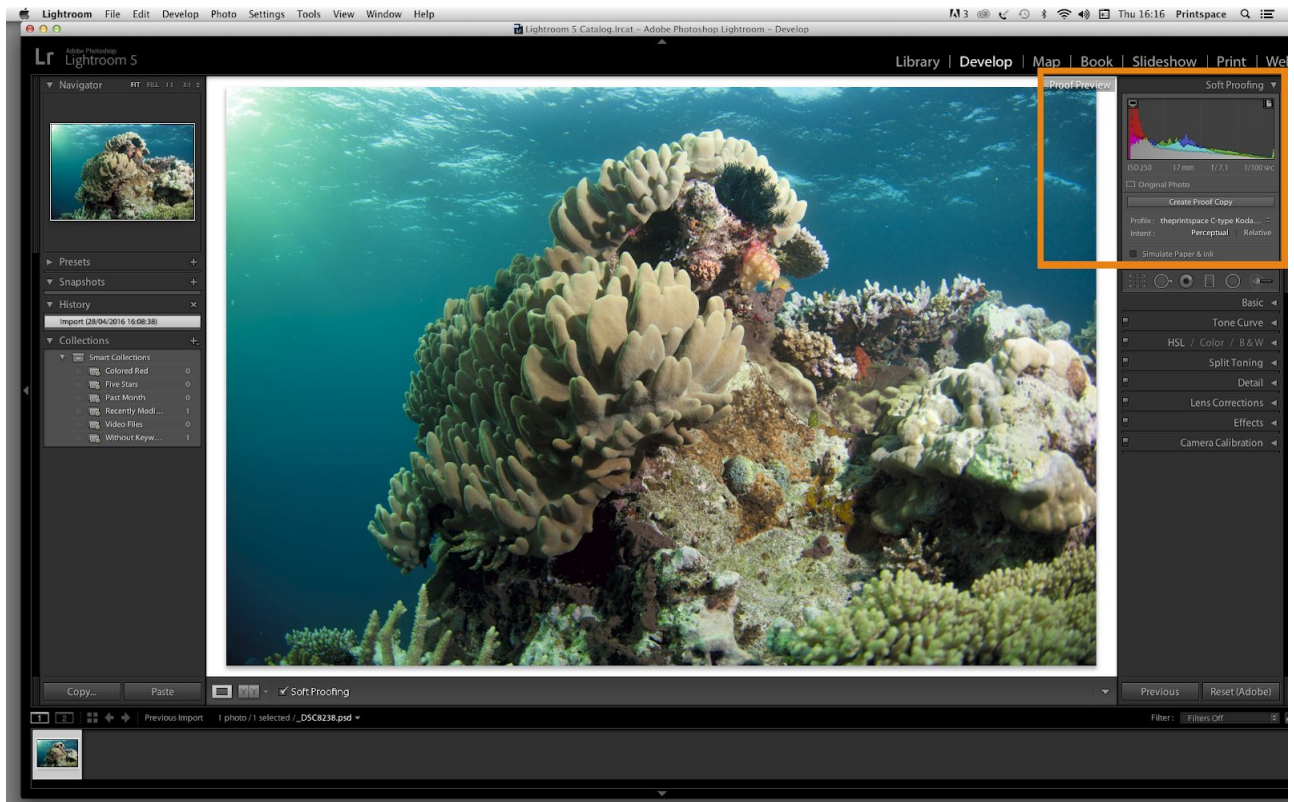 Lightroom File Edit Develop Photo Settings Tools View Window Help 3 Thu 16:16 Printspace
Lightroom 5 Catalog.lrcat – Adobe Photoshop Lightroom – Develop
Lr Adobe Photoshop
Lightroom 5
Library | Develop | Map | Book | Slideshow | Print | We
Navigator FIT FILL 1:1 3:1
Proof Preview
Soft Proofing
ISO 250 17 mm f/7.1 1/100 sec
Original Photo
Create Proof Copy
Profile: theprintspace C-type Koda...
Intent: Perceptual Relative
Simulate Paper & Ink
Presets +
Snapshots +
History ×
Import (28/04/2016 16:08:38)
Collections +
Smart Collections
Colored Red 0
Five Stars 0
Past Month 0
Recently Modi... 1
Video Files 0
Without Keyw... 1
Basic
Tone Curve
HSL / Color / B & W
Split Toning
Detail
Lens Corrections
Effects
Camera Calibration
Copy... Paste
Y Y Soft Proofing
Previous Reset (Adobe)
1 2 Previous Import 1 photo / 1 selected / _DSC8238.psd
Filter: Filters Off